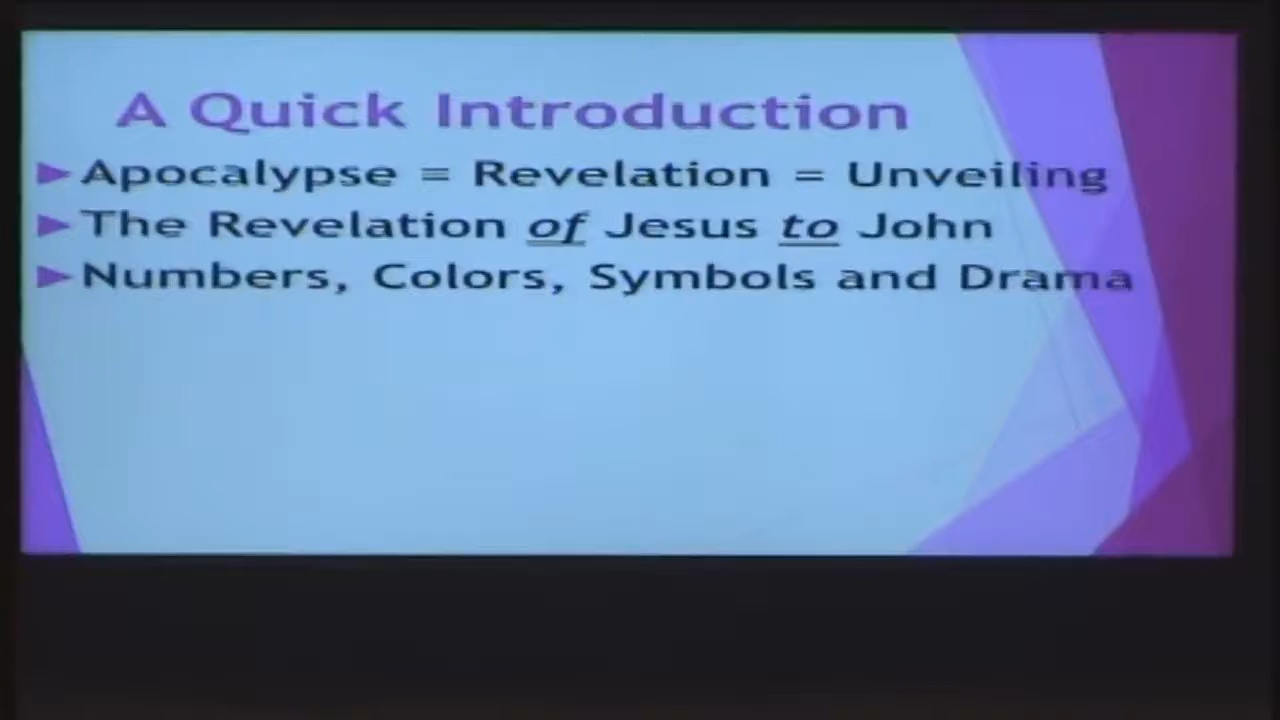 A Quick Introduction
Apocalypse = Revelation = Unveiling
The Revelation of Jesus to John
Numbers, Colors, Symbols and Drama